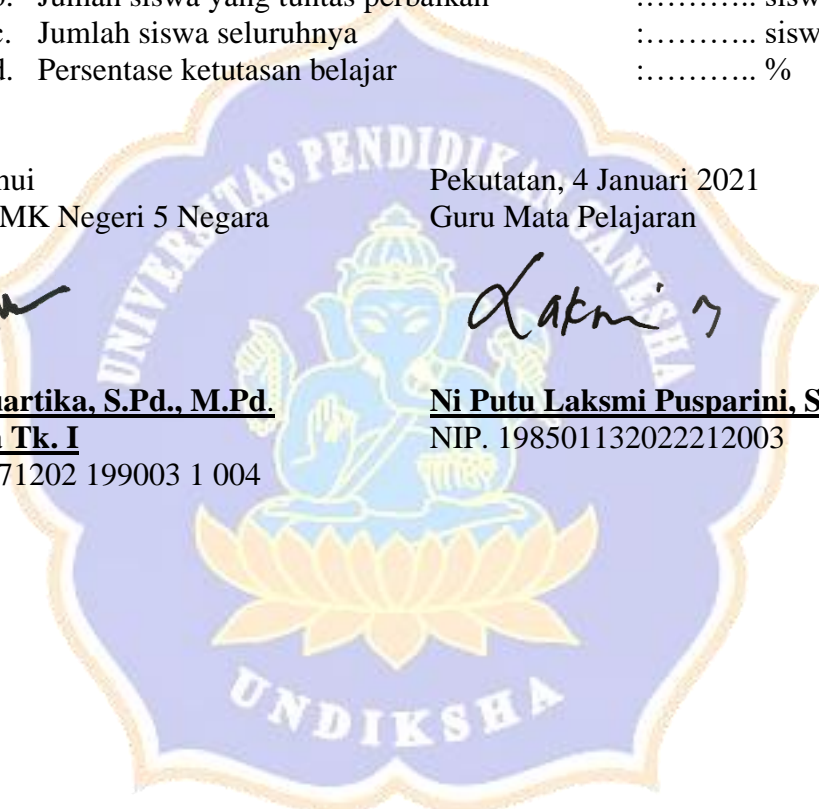 b. Jumlah siswa yang tuntas perbaikan :……….. sisw
c. Jumlah siswa seluruhnya :……….. sisw
d. Persentase ketutasan belajar :……….. %
hui Pekutatan, 4 Januari 2021
MK Negeri 5 Negara Guru Mata Pelajaran
uartika, S.Pd., M.Pd. Ni Putu Laksmi Pusparini, S
Tk. I NIP. 198501132022212003
71202 199003 1 004
UNIVERSITAS PENDIDIKAN GANESHA
UNDIKSHA